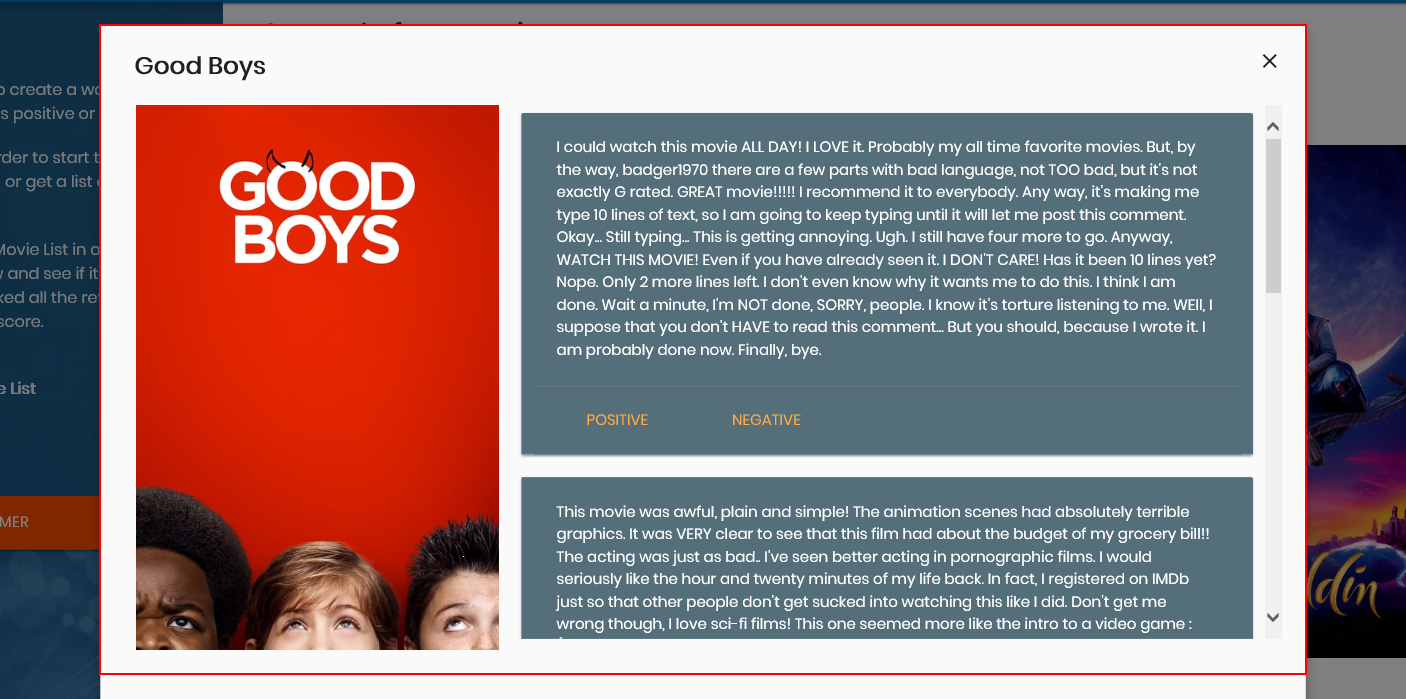 o create a wo
s positive or
rder to start t
or get a list
Movie List in a
w and see if it
ked all the re
score.
e List
MER
Good Boys
GOOD
BOYS
I could watch this movie ALL DAY! I LOVE it. Probably my all time favorite movies. But, by
the way, badger1970 there are a few parts with bad language, not TOO bad, but it's not
exactly G rated. GREAT movie!!!!! I recommend it to everybody. Any way, it's making me
type 10 lines of text, so I am going to keep typing until it will let me post this comment.
Okay... Still typing... This is getting annoying. Ugh. I still have four more to go. Anyway,
WATCH THIS MOVIE! Even if you have already seen it. I DON'T CARE! Has it been 10 lines yet?
Nope. Only 2 more lines left. I don't even know why it wants me to do this. I think I am
done. Wait a minute, I'm NOT done, SORRY, people. I know it's torture listening to me. WEll, I
suppose that you don't HAVE to read this comment... But you should, because I wrote it. I
am probably done now. Finally, bye.
POSITIVE NEGATIVE
This movie was awful, plain and simple! The animation scenes had absolutely terrible
graphics. It was VERY clear to see that this film had about the budget of my grocery bill!!
The acting was just as bad.. I've seen better acting in pornographic films. I would
seriously like the hour and twenty minutes of my life back. In fact, I registered on IMDb
just so that other people don't get sucked into watching this like I did. Don't get me
wrong though, I love sci-fi films! This one seemed more like the intro to a video game :
ddin